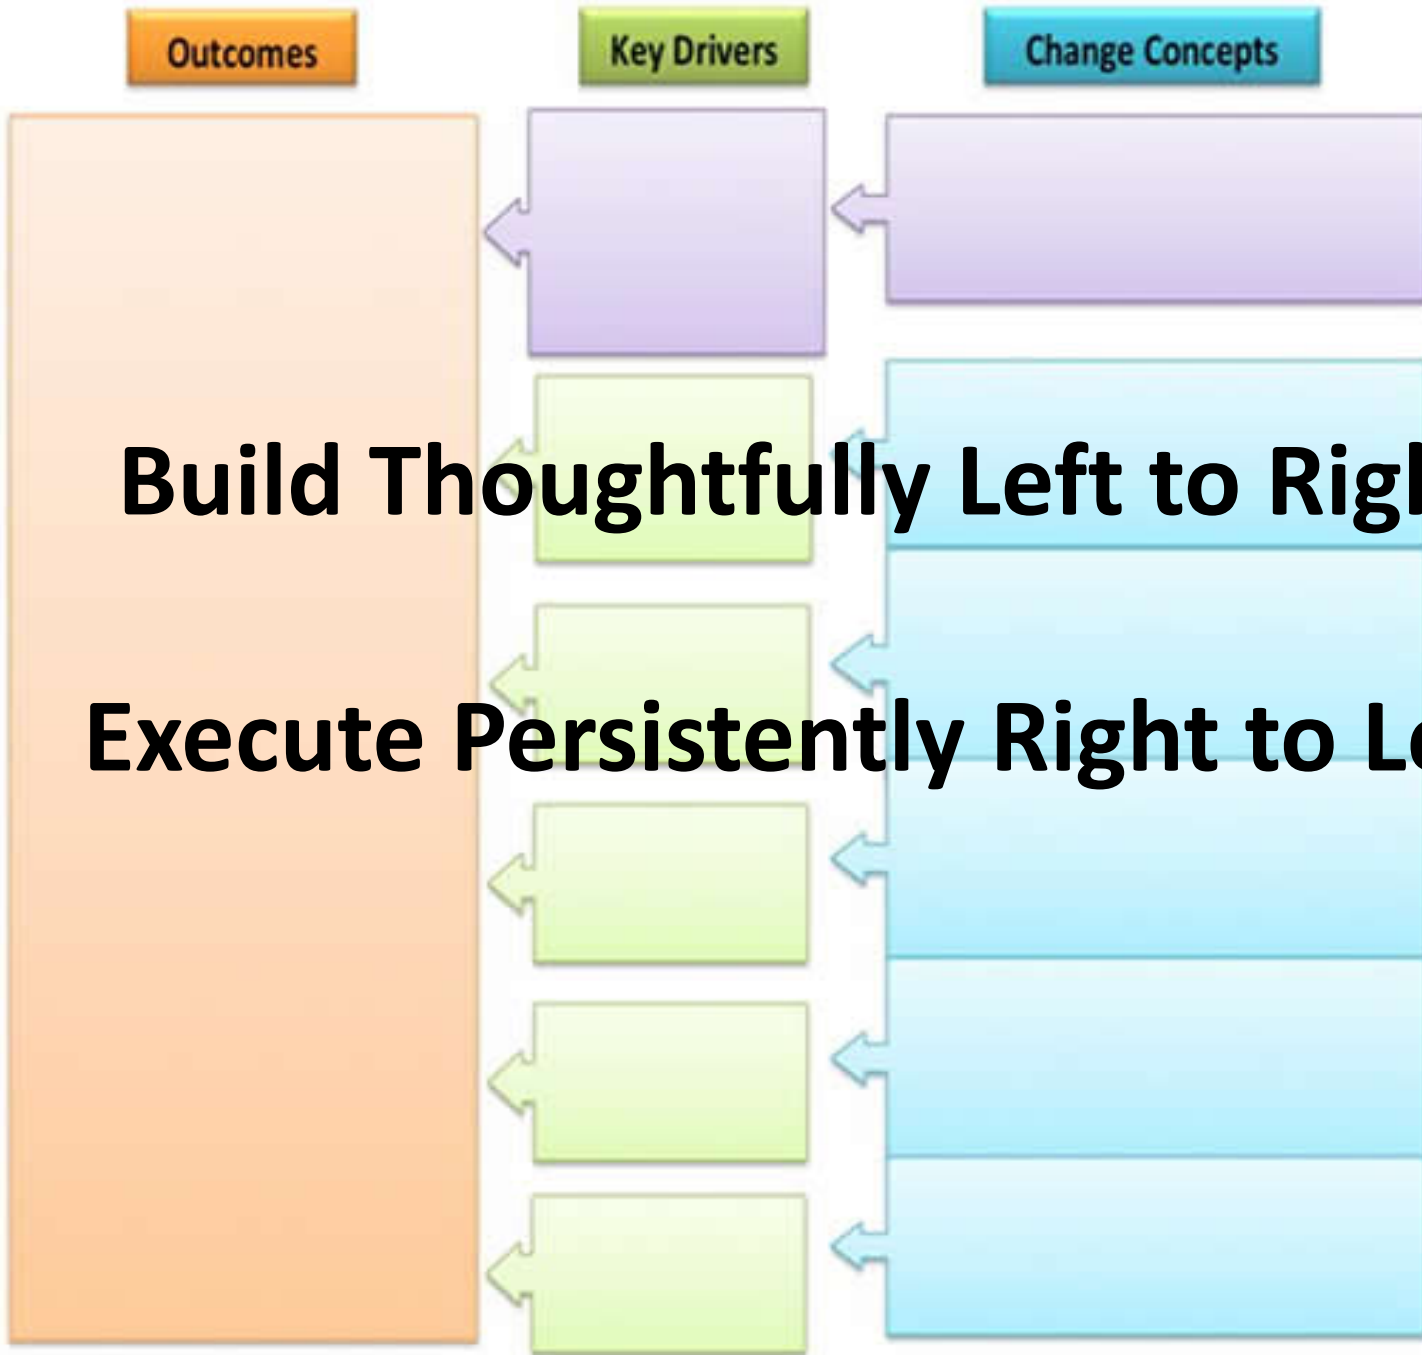 Outcomes
Key Drivers
Change Concepts
Build Thoughtfully Left to
Execute Persistently Right to